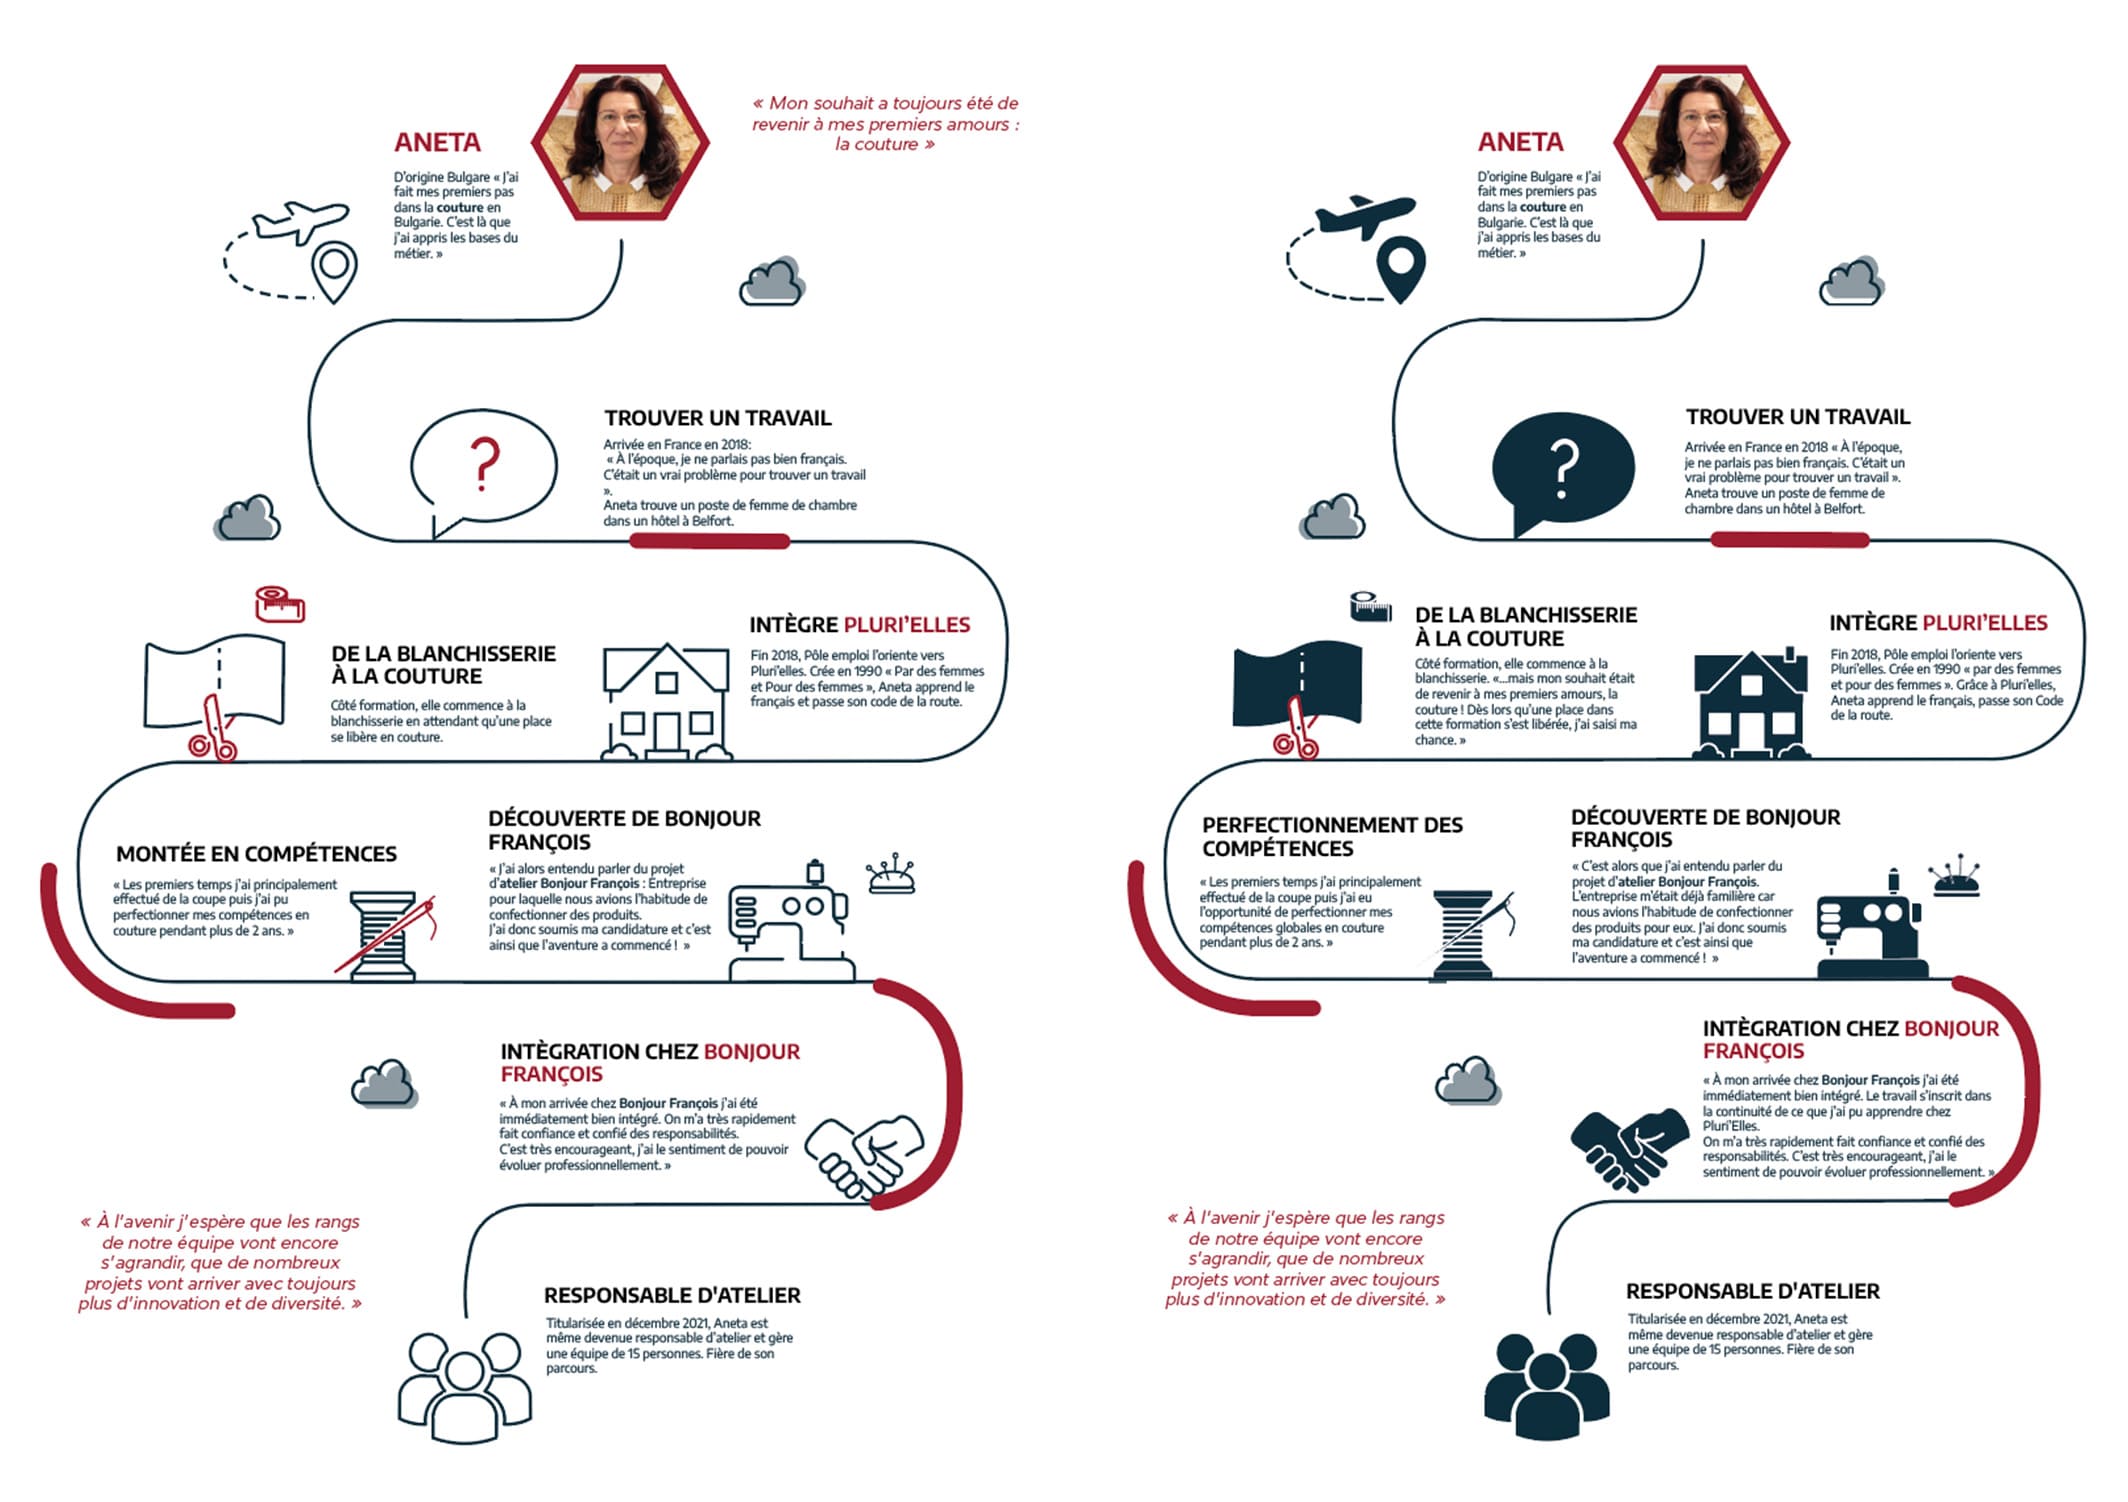 ANETA
D'origine Bulgare « J'ai
fait mes premiers pas
dans la couture en
Bulgarie. C'est là que
j'ai appris les bases du
métier. »
« Mon souhait a toujours été de
revenir à mes premiers amours :
la couture »
TROUVER UN TRAVAIL
Arrivée en France en 2018:
« À l'époque, je ne parlais pas bien français.
C'était un vrai problème pour trouver un travail
».
Aneta trouve un poste de femme de chambre
dans un hôtel à Belfort.
?
INTÈGRE PLURI'ELLES
Fin 2018, Pôle emploi l'oriente vers
Pluri'elles. Crée en 1990 « Par des femmes
et Pour des femmes », Aneta apprend le
français et passe son code de la route.
DE LA BLANCHISSERIE
À LA COUTURE
Côté formation, elle commence à la
blanchisserie en attendant qu'une place
se libère en couture.
MONTÉE EN COMPÉTENCES
« Les premiers temps j'ai principalement
effectué de la coupe puis j'ai pu
perfectionner mes compétences en
couture pendant plus de 2 ans. »
DÉCOUVERTE DE BONJOUR
FRANÇOIS
« J'ai alors entendu parler du projet
d'atelier Bonjour François : Entreprise
pour laquelle nous avions l'habitude de
confectionner des produits.
J'ai donc soumis ma candidature et c'est
ainsi que l'aventure a commencé ! »
INTÈGRATION CHEZ BONJOUR
FRANÇOIS
« À mon arrivée chez Bonjour François j'ai été
immédiatement bien intégré. On m'a très rapidement
fait confiance et confié des responsabilités.
C'est très encourageant, j'ai le sentiment de pouvoir
évoluer professionnellement. »
« À l'avenir j'espère que les rangs
de notre équipe vont encore
s'agrandir, que de nombreux
projets vont arriver avec toujours
plus d'innovation et de diversité. »
RESPONSABLE D'ATELIER
Titularisée en décembre 2021, Aneta est
même devenue responsable d'atelier et gère
une équipe de 15 personnes. Fière de son
parcours.
ANETA
D'origine Bulgare « J'ai
fait mes premiers pas
dans la couture en
Bulgarie. C'est là que
j'ai appris les bases du
métier. »
TROUVER UN TRAVAIL
Arrivée en France en 2018 « À l'époque,
je ne parlais pas bien français. C'était un
vrai problème pour trouver un travail ».
Aneta trouve un poste de femme de
chambre dans un hôtel à Belfort.
?
INTÈGRE PLURI'ELLES
Fin 2018, Pôle emploi l'oriente vers
Pluri'elles. Crée en 1990 « par des femmes
et pour des femmes ». Grâce à Pluri'elles,
Aneta apprend le français, passe son Code
de la route.
DE LA BLANCHISSERIE
À LA COUTURE
Côté formation, elle commence à la
blanchisserie. «...mais mon souhait était
de revenir à mes premiers amours, la
couture ! Dès lors qu'une place dans
cette formation s'est libérée, j'ai saisi ma
chance. »
PERFECTIONNEMENT DES
COMPÉTENCES
« Les premiers temps j'ai principalement
effectué de la coupe puis j'ai eu
l'opportunité de perfectionner mes
compétences globales en couture
pendant plus de 2 ans. »
DÉCOUVERTE DE BONJOUR
FRANÇOIS
« C'est alors que j'ai entendu parler du
projet d'atelier Bonjour François.
L'entreprise m'était déjà familière car
nous avions l'habitude de confectionner
des produits pour eux. J'ai donc soumis
ma candidature et c'est ainsi que
l'aventure a commencé ! »
INTÈGRATION CHEZ BONJOUR
FRANÇOIS
« À mon arrivée chez Bonjour François j'ai été
immédiatement bien intégré. Le travail s'inscrit dans
la continuité de ce que j'ai pu apprendre chez
Pluri'Elles.
On m'a très rapidement fait confiance et confié des
responsabilités. C'est très encourageant, j'ai le
sentiment de pouvoir évoluer professionnellement. »
« À l'avenir j'espère que les rangs
de notre équipe vont encore
s'agrandir, que de nombreux
projets vont arriver avec toujours
plus d'innovation et de diversité. »
RESPONSABLE D'ATELIER
Titularisée en décembre 2021, Aneta est
même devenue responsable d'atelier et gère
une équipe de 15 personnes. Fière de son
parcours.